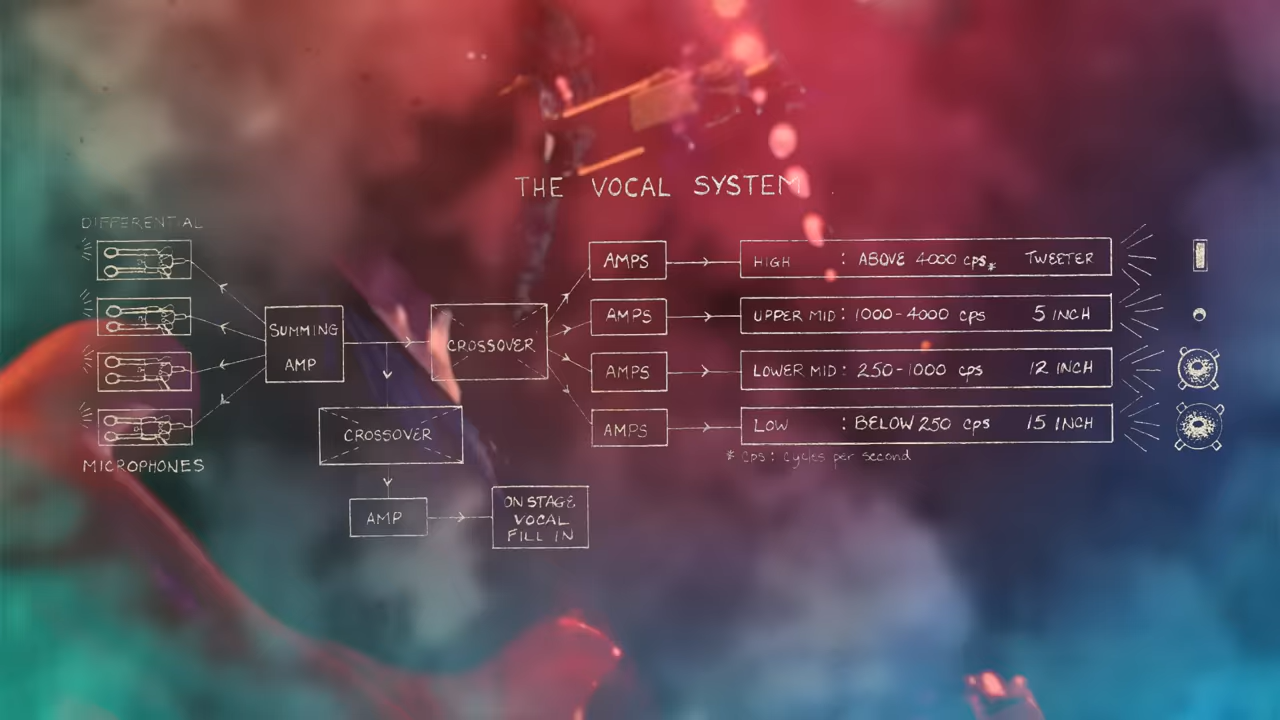 THE VOCAL SYSTEM
DIFFERENTIAL
MICROPHONES
SUMMING
AMP
CROSSOVER
CROSSOVER
AMP
ON STAGE
VOCAL
FILL IN
AMPS
HIGH : ABOVE 4000 cps* TWEETER
AMPS
UPPER MID : 1000-4000 cps 5 INCH
AMPS
LOWER MID : 250-1000 cps 12 INCH
AMPS
LOW : BELOW 250 cps 15 INCH
* Cps : Cycles per second